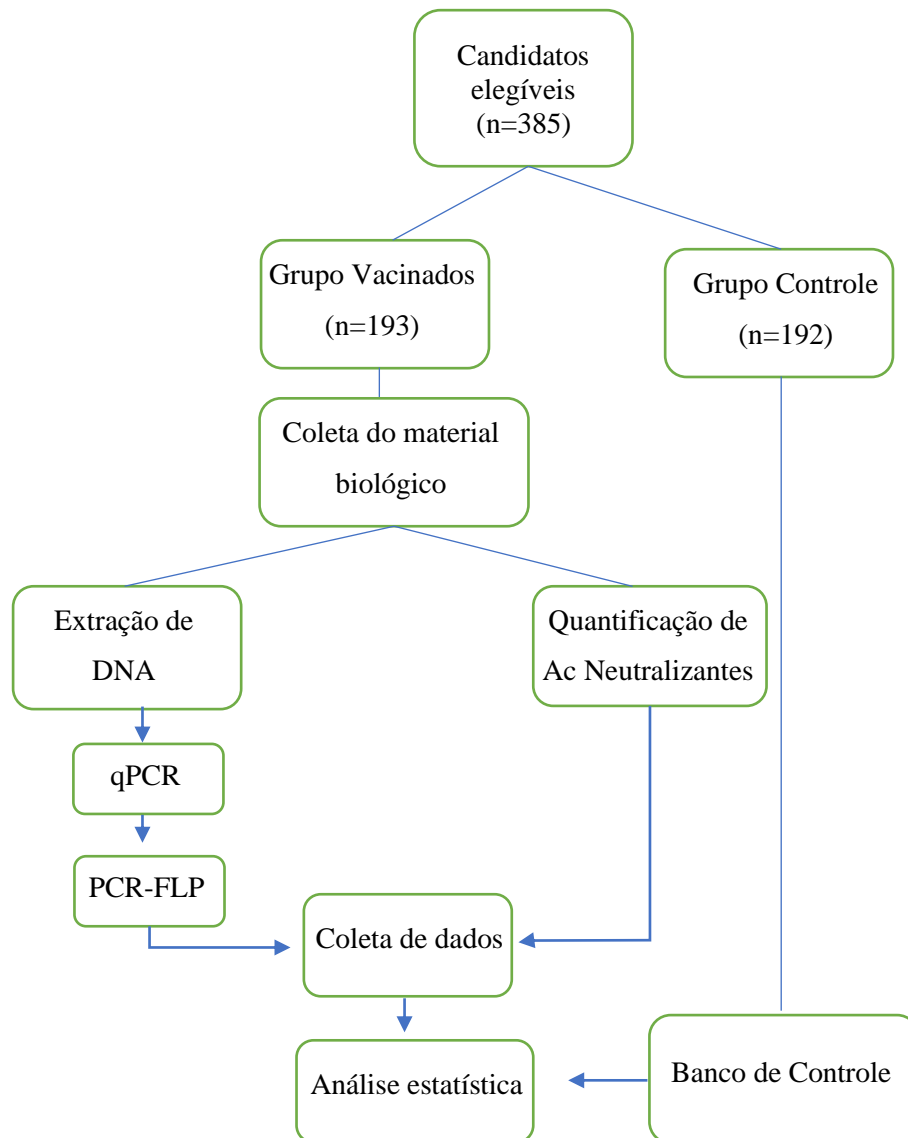 Candidatos
elegíveis
(n=385)
Grupo Vacinados
(n=193)
Grupo Controle
(n=192)
Coleta do material
biológico
Extração de
DNA
Quantificação de
Ac Neutralizantes
qPCR
PCR-FLP
Coleta de dados
Análise estatística
Banco de Controle